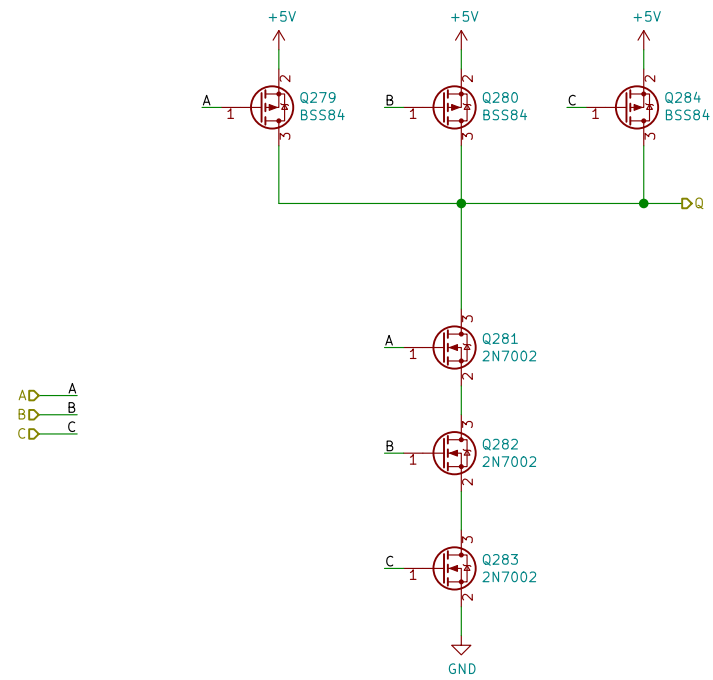 +5V +5V +5V
2 2 2
A 1 Q279 B 1 Q280 C 1 Q284
BSS84 BSS84 BSS84
3 3 3
Q
3
A 1 Q281
2N7002
2
A A
B B
C C
3
B 1 Q282
2N7002
2
3
C 1 Q283
2N7002
2
GND